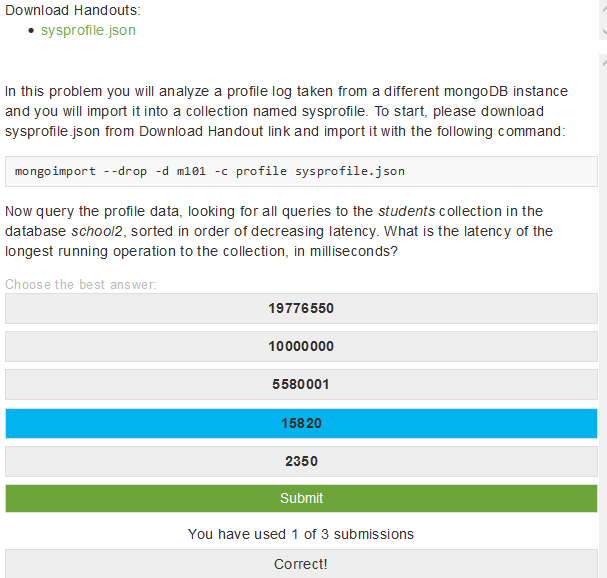 Download Handouts:
• sysprofile.json
In this problem you will analyze a profile log taken from a different mongoDB instance
and you will import it into a collection named sysprofile. To start, please download
sysprofile.json from Download Handout link and import it with the following command:
mongoimport --drop -d m101 -c profile sysprofile.json
Now query the profile data, looking for all queries to the students collection in the
database school2, sorted in order of decreasing latency. What is the latency of the
longest running operation to the collection, in milliseconds?
Choose the best answer:
19776550
10000000
5580001
15820
2350
Submit
You have used 1 of 3 submissions
Correct!